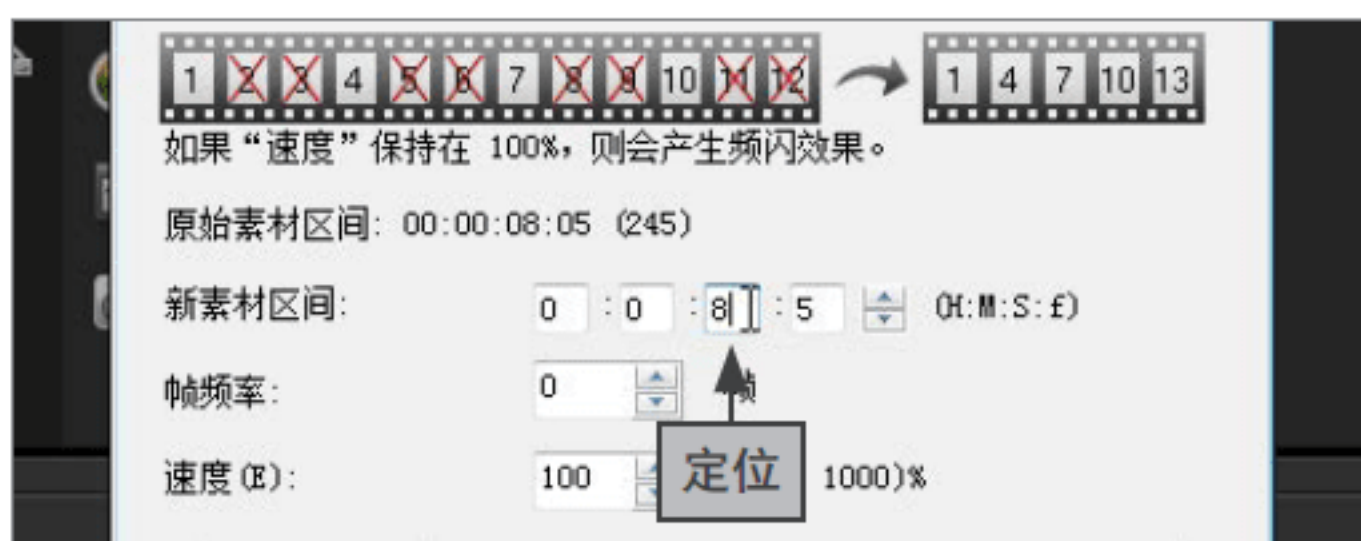 1 2 3 4 5 6 7 8 9 10 11 12 1 4 7 10 13
如果“速度”保持在 100%，则会产生频闪效果。
原始素材区间: 00:00:08:05 (245)
新素材区间: 0 : 0 : 8 : 5 (H:M:S:f)
帧频率: 0 帧
速度(E): 100 定位 1000)%